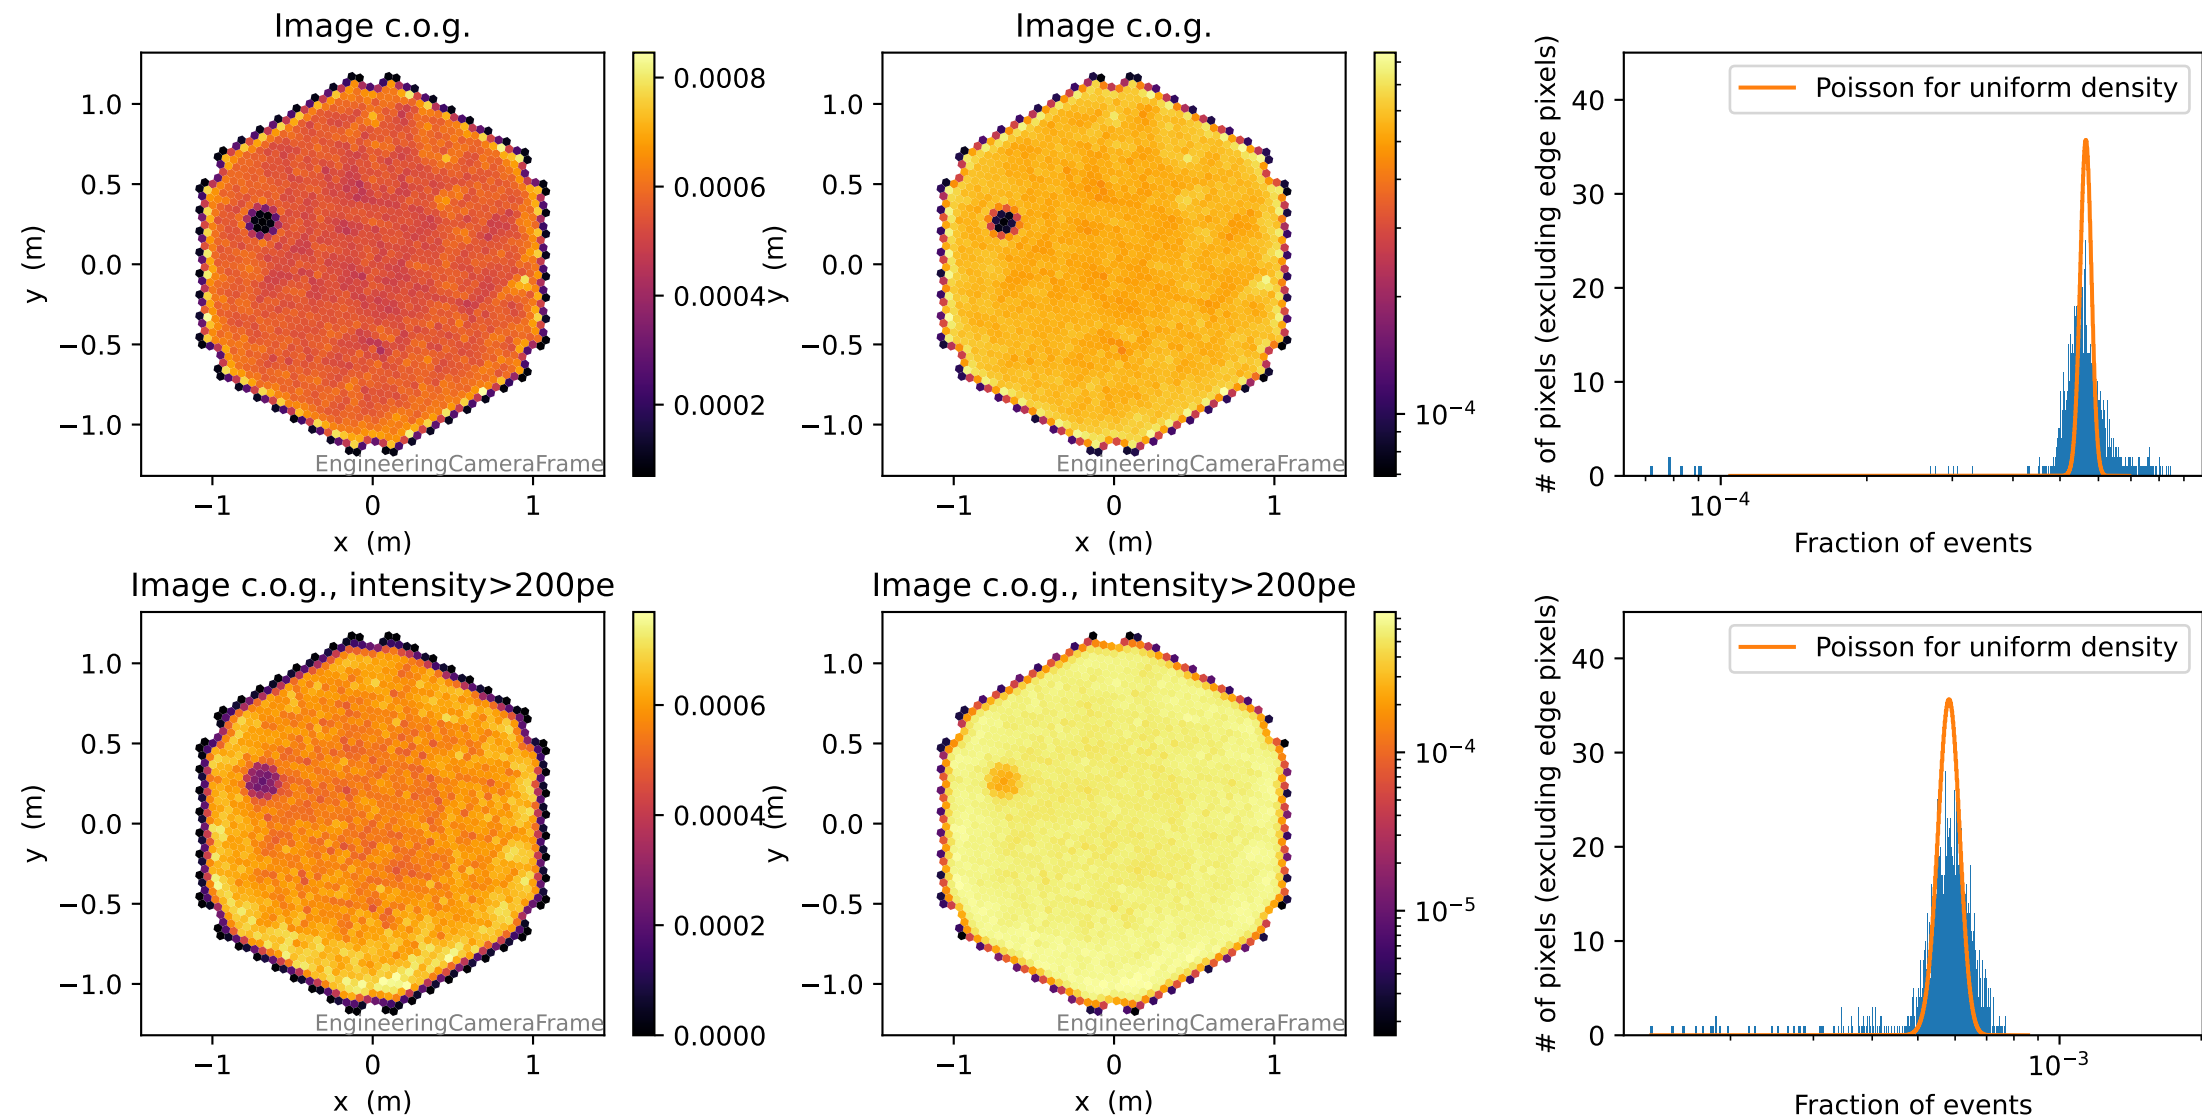 Image c.o.g.
1.0
0.5
0.0
−0.5
−1.0
y (m)
−1
0
1
x (m)
EngineeringCameraFrame
0.0008
0.0006
0.0004
0.0002
Image c.o.g.
1.0
0.5
0.0
−0.5
−1.0
y (m)
−1
0
1
x (m)
EngineeringCameraFrame
10⁻⁴
# of pixels (excluding edge pixels)
40
30
20
10
0
Poisson for uniform density
10⁻⁴
Fraction of events
Image c.o.g., intensity>200pe
1.0
0.5
0.0
−0.5
−1.0
y (m)
−1
0
1
x (m)
EngineeringCameraFrame
0.0006
0.0004
0.0002
0.0000
Image c.o.g., intensity>200pe
1.0
0.5
0.0
−0.5
−1.0
y (m)
−1
0
1
x (m)
EngineeringCameraFrame
10⁻⁴
10⁻⁵
# of pixels (excluding edge pixels)
40
30
20
10
0
Poisson for uniform density
10⁻³
Fraction of events